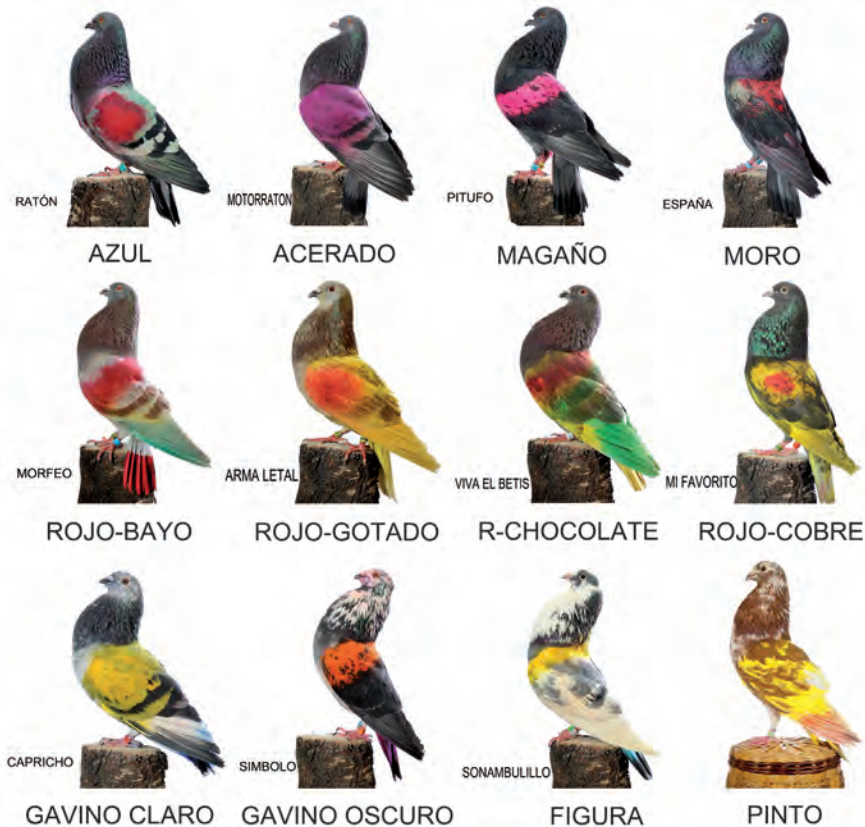 RATÓN
MOTORRATON
PITUFO
ESPAÑA
AZUL
ACERADO
MAGAÑO
MORO
MORFEO
ARMA LETAL
VIVA EL BETIS
MI FAVORITO
ROJO-BAYO
ROJO-GOTADO
R-CHOCOLATE
ROJO-COBRE
CAPRICHO
SIMBOLO
SONAMBULILLO
GAVINO CLARO
GAVINO OSCURO
FIGURA
PINTO